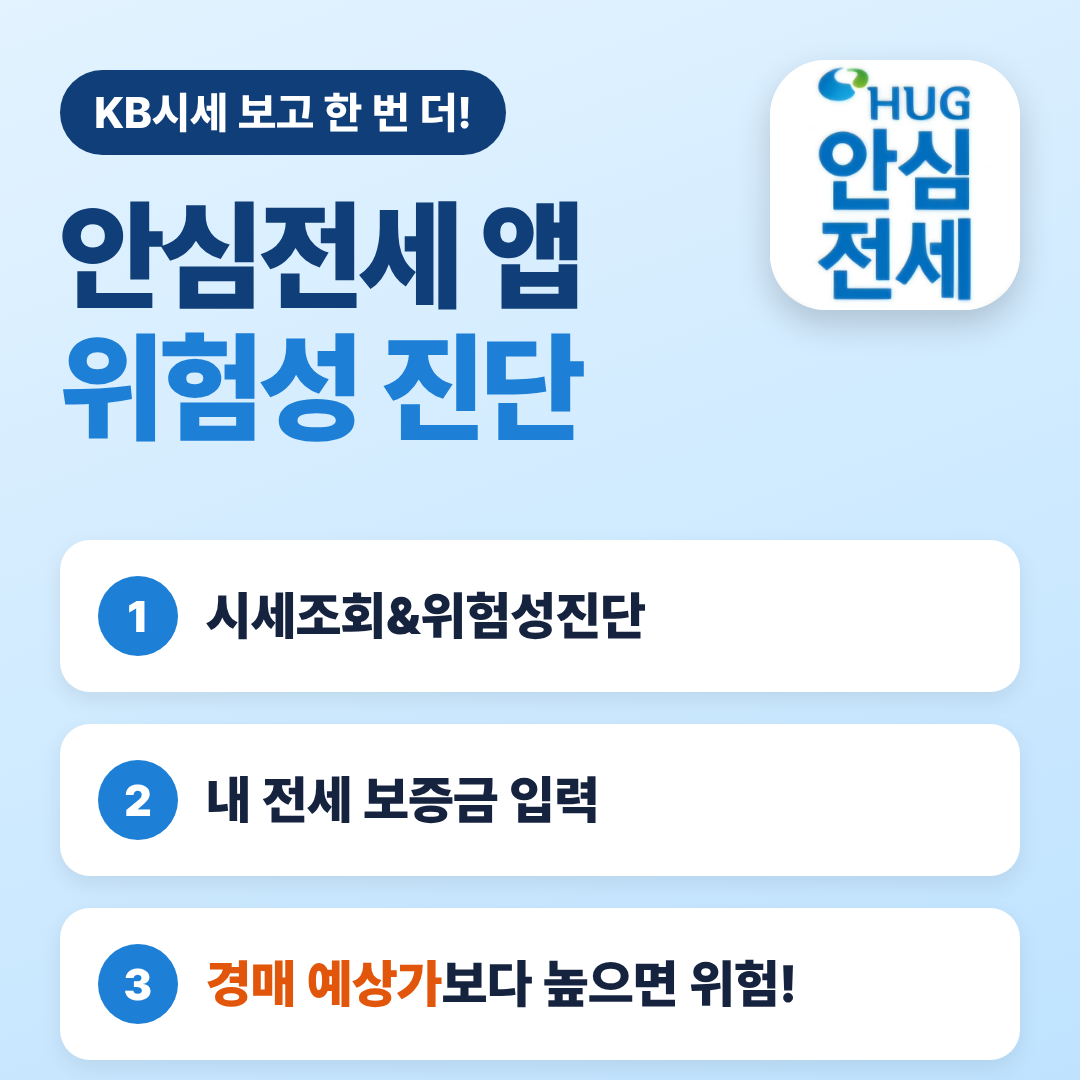 KB시세 보고 한 번 더!
HUG
안심
전세
안심전세 앱
위험성 진단
1 시세조회&위험성진단
2 내 전세 보증금 입력
3 경매 예상가보다 높으면 위험!